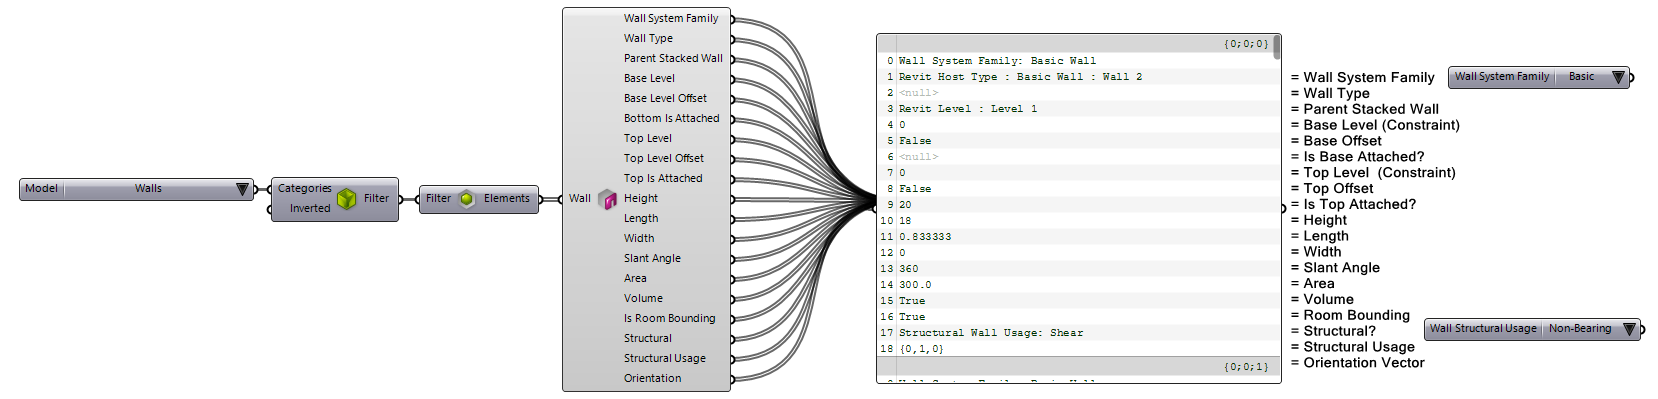 Model Walls
Categories
Inverted
Filter
Filter Elements
Wall
Wall System Family
Wall Type
Parent Stacked Wall
Base Level
Base Level Offset
Bottom Is Attached
Top Level
Top Level Offset
Top Is Attached
Height
Length
Width
Slant Angle
Area
Volume
Is Room Bounding
Structural
Structural Usage
Orientation
{0;0;0}
0 Wall System Family: Basic Wall
1 Revit Host Type : Basic Wall : Wall 2
2 <null>
3 Revit Level : Level 1
4 0
5 False
6 <null>
7 0
8 False
9 20
10 18
11 0.833333
12 0
13 360
14 300.0
15 True
16 True
17 Structural Wall Usage: Shear
18 {0,1,0}
{0;0;1}
= Wall System Family
= Wall Type
= Parent Stacked Wall
= Base Level (Constraint)
= Base Offset
= Is Base Attached?
= Top Level (Constraint)
= Top Offset
= Is Top Attached?
= Height
= Length
= Width
= Slant Angle
= Area
= Volume
= Room Bounding
= Structural?
= Structural Usage
= Orientation Vector
Wall System Family Basic
Wall Structural Usage Non-Bearing